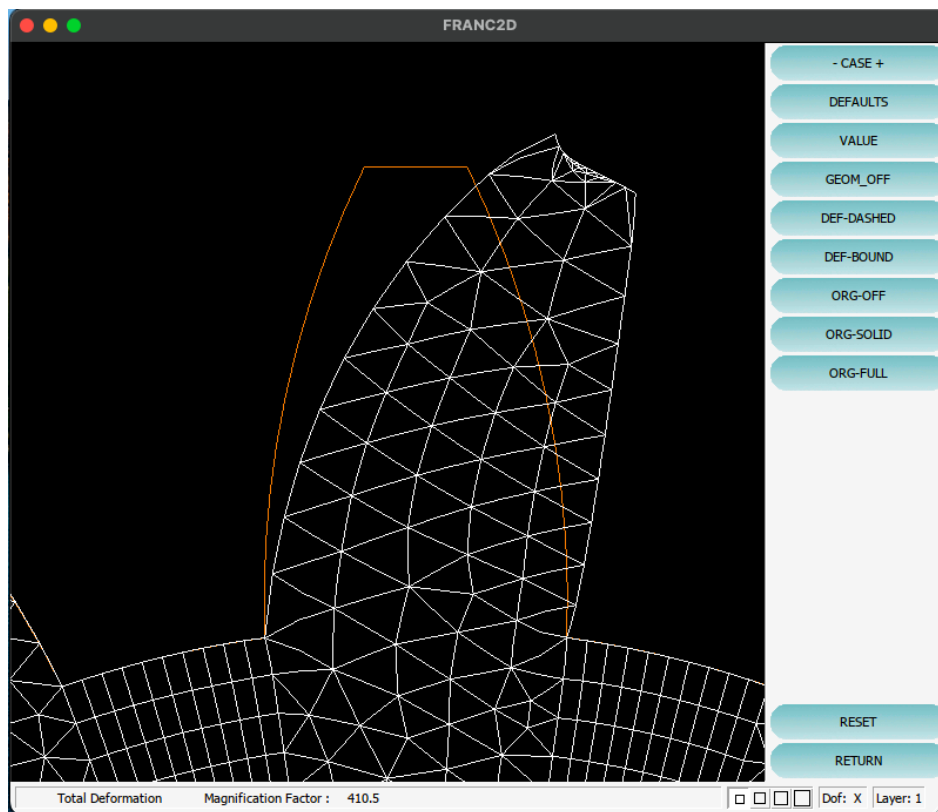 FRANC2D
- CASE +
DEFAULTS
VALUE
GEOM_OFF
DEF-DASHED
DEF-BOUND
ORG-OFF
ORG-SOLID
ORG-FULL
RESET
RETURN
Total Deformation Magnification Factor : 410.5 Dof: X Layer: 1